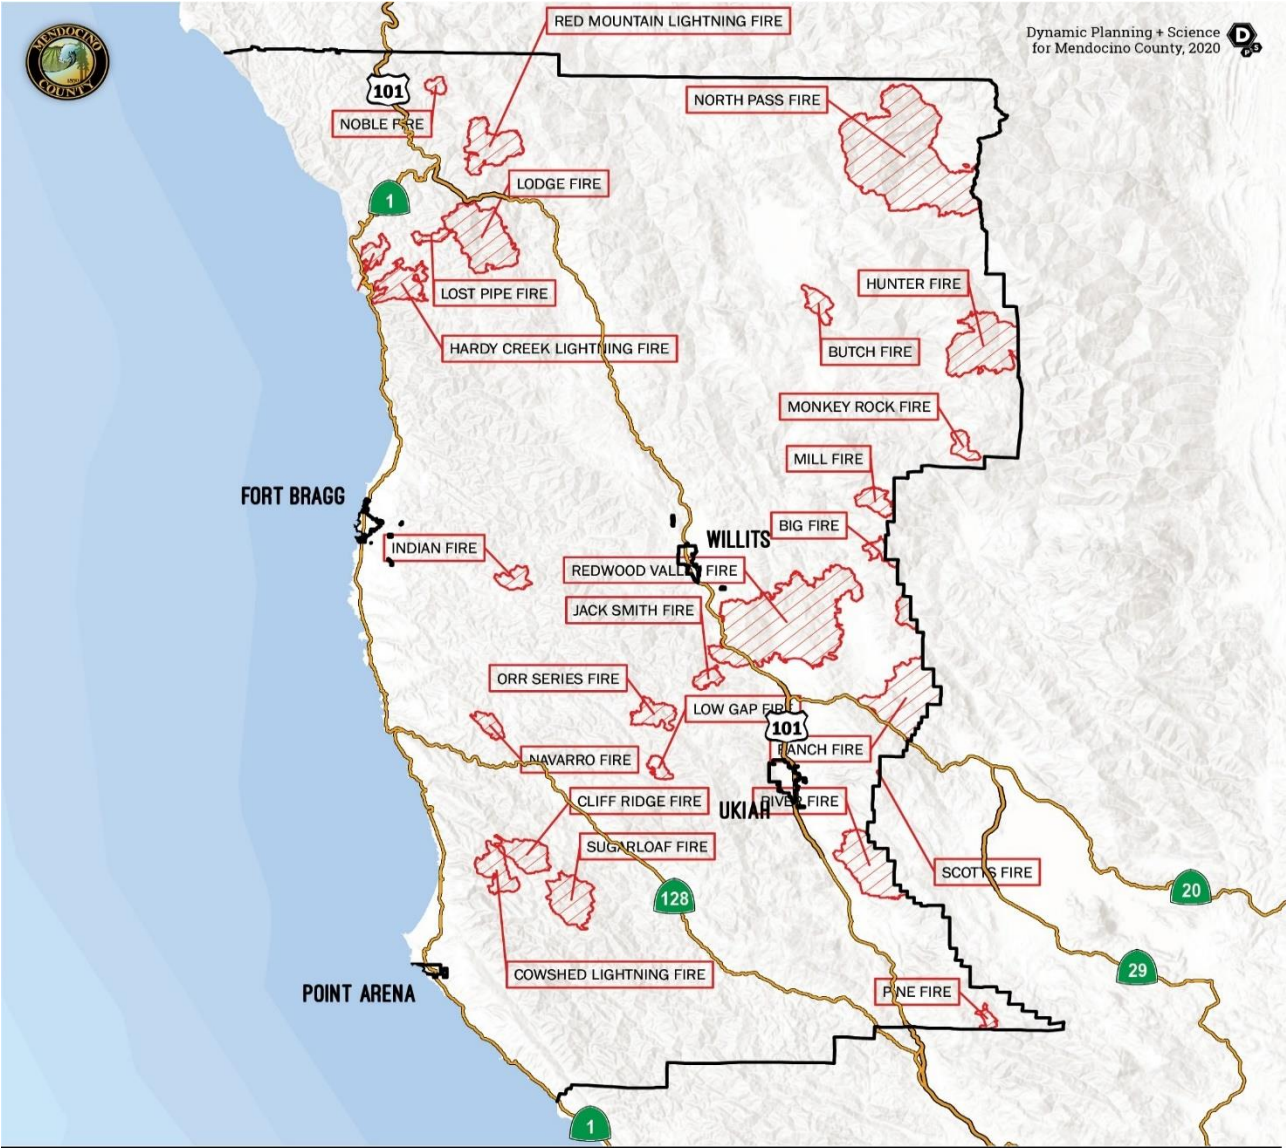 RED MOUNTAIN LIGHTNING FIRE
Dynamic Planning + Science
for Mendocino County, 2020
D
P S
MENDOCINO
COUNTY
101
NORTH PASS FIRE
NOBLE FIRE
LODGE FIRE
1
HUNTER FIRE
LOST PIPE FIRE
HARDY CREEK LIGHTNING FIRE
BUTCH FIRE
MONKEY ROCK FIRE
MILL FIRE
FORT BRAGG
BIG FIRE
WILLITS
INDIAN FIRE
REDWOOD VALLEY FIRE
JACK SMITH FIRE
ORR SERIES FIRE
LOW GAP FIRE
101
NAVARRO FIRE
RANCH FIRE
CLIFF RIDGE FIRE
RIVER FIRE
UKIAH
SUGARLOAF FIRE
SCOTTS FIRE
128
20
COWSHED LIGHTNING FIRE
29
POINT ARENA
PINE FIRE
1